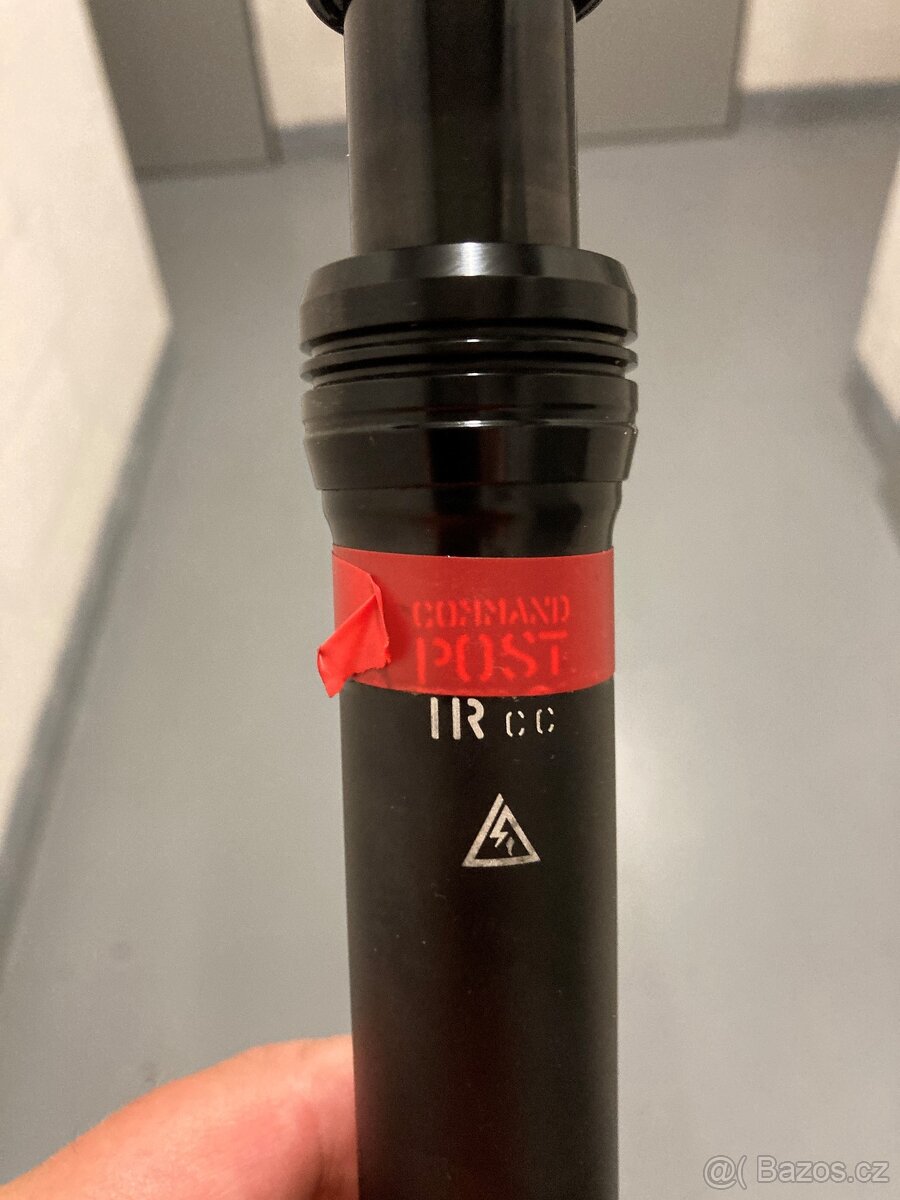 COMMAND
POST
IR CC
@( Bazos.cz